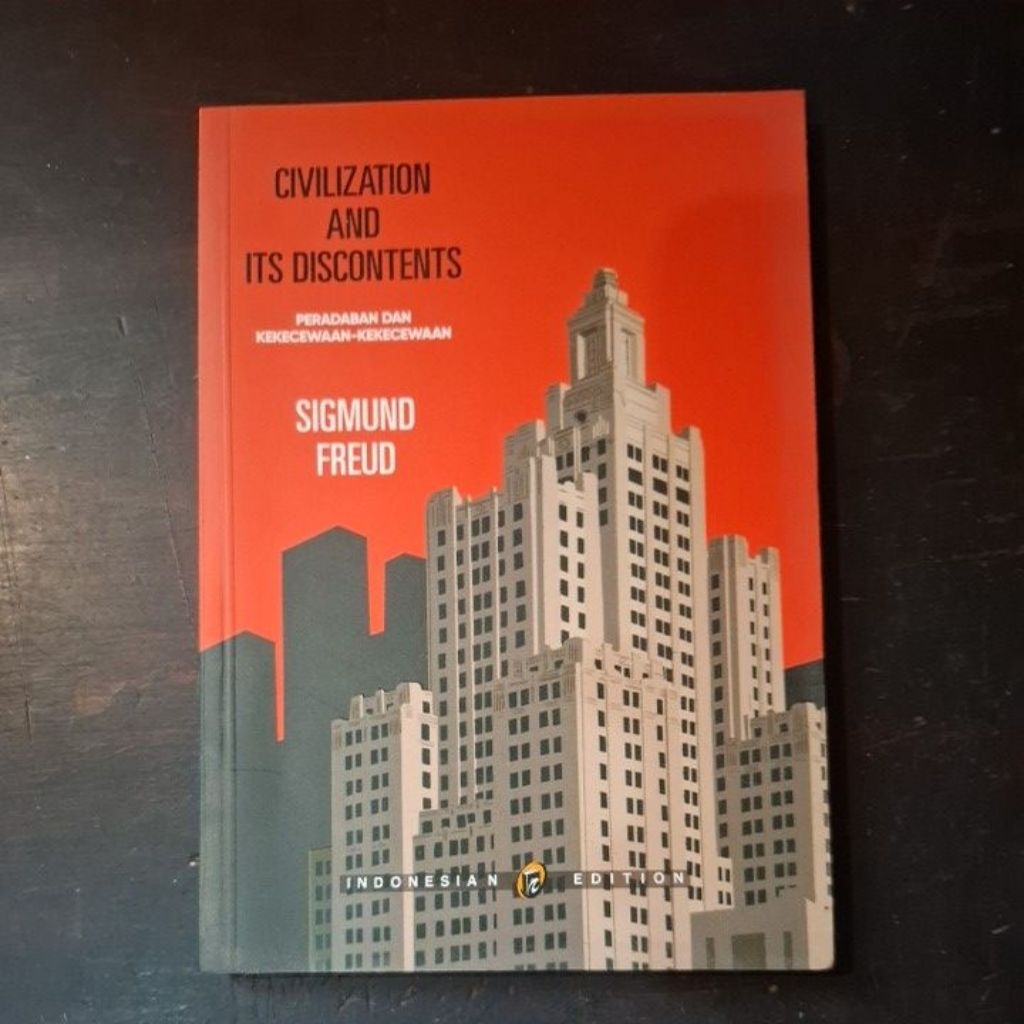 CIVILIZATION
AND
ITS DISCONTENTS
PERADABAN DAN
KEKECEWAAN-KEKECEWAAN
SIGMUND
FREUD
INDONESIAN EDITION